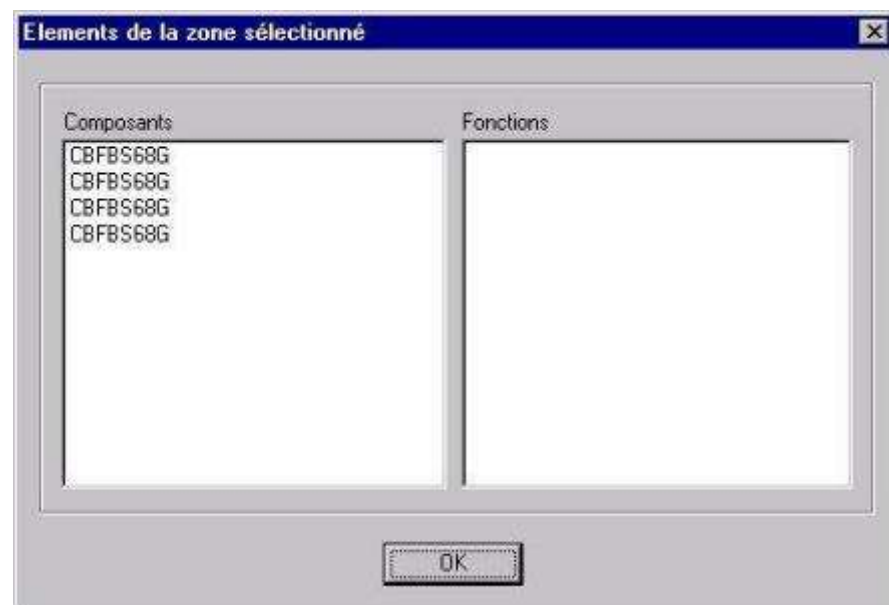 Elements de la zone sélectionné
Composants
CBFBS68G
CBFBS68G
CBFBS68G
CBFBS68G
Fonctions
OK